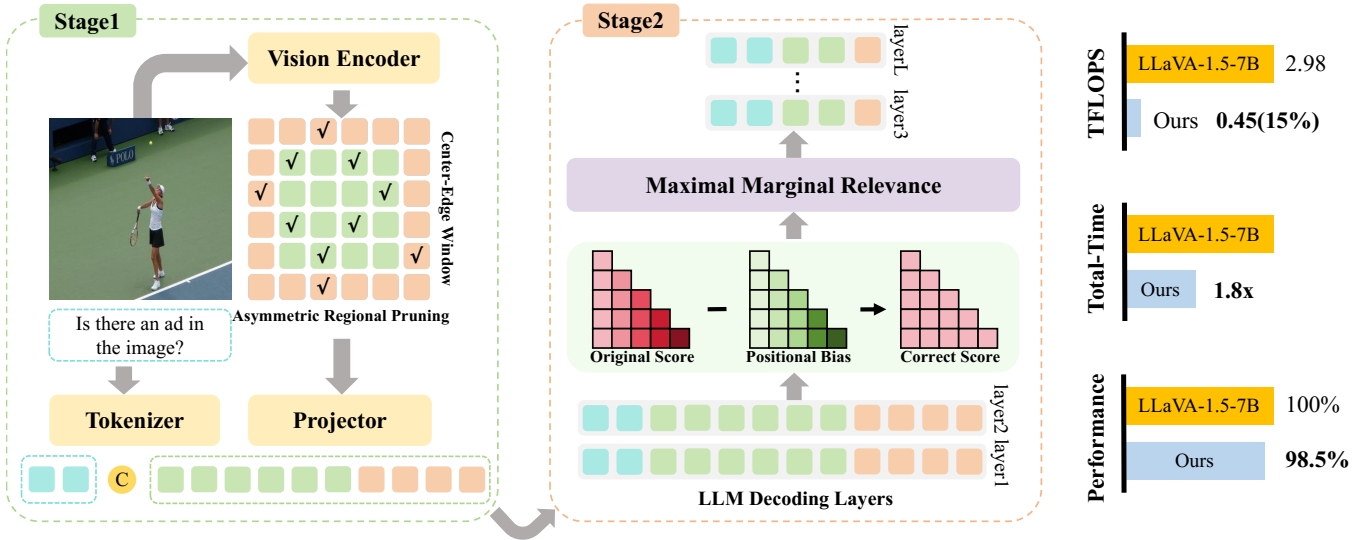 Stage1
Vision Encoder
POLO
√
√ √
√ √
√ √
√ √
√
Center-Edge Window
Asymmetric Regional Pruning
Is there an ad in
the image?
Tokenizer
Projector
C
Stage2
layerL
...
layer3
Maximal Marginal Relevance
Original Score
Positional Bias
Correct Score
layer2
layer1
LLM Decoding Layers
TFLOPS
LLaVA-1.5-7B 2.98
Ours 0.45(15%)
Total-Time
LLaVA-1.5-7B
Ours 1.8x
Performance
LLaVA-1.5-7B 100%
Ours 98.5%